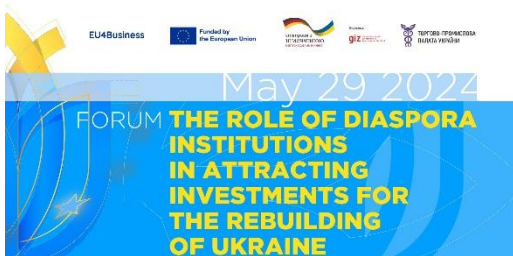 EU4Business
Funded by
the European Union
giz
ТОРГОВО-ПРОМИСЛОВА
ПАЛАТА УКРАЇНИ
May 29 2024
FORUM THE ROLE OF DIASPORA
INSTITUTIONS
IN ATTRACTING
INVESTMENTS FOR
THE REBUILDING
OF UKRAINE